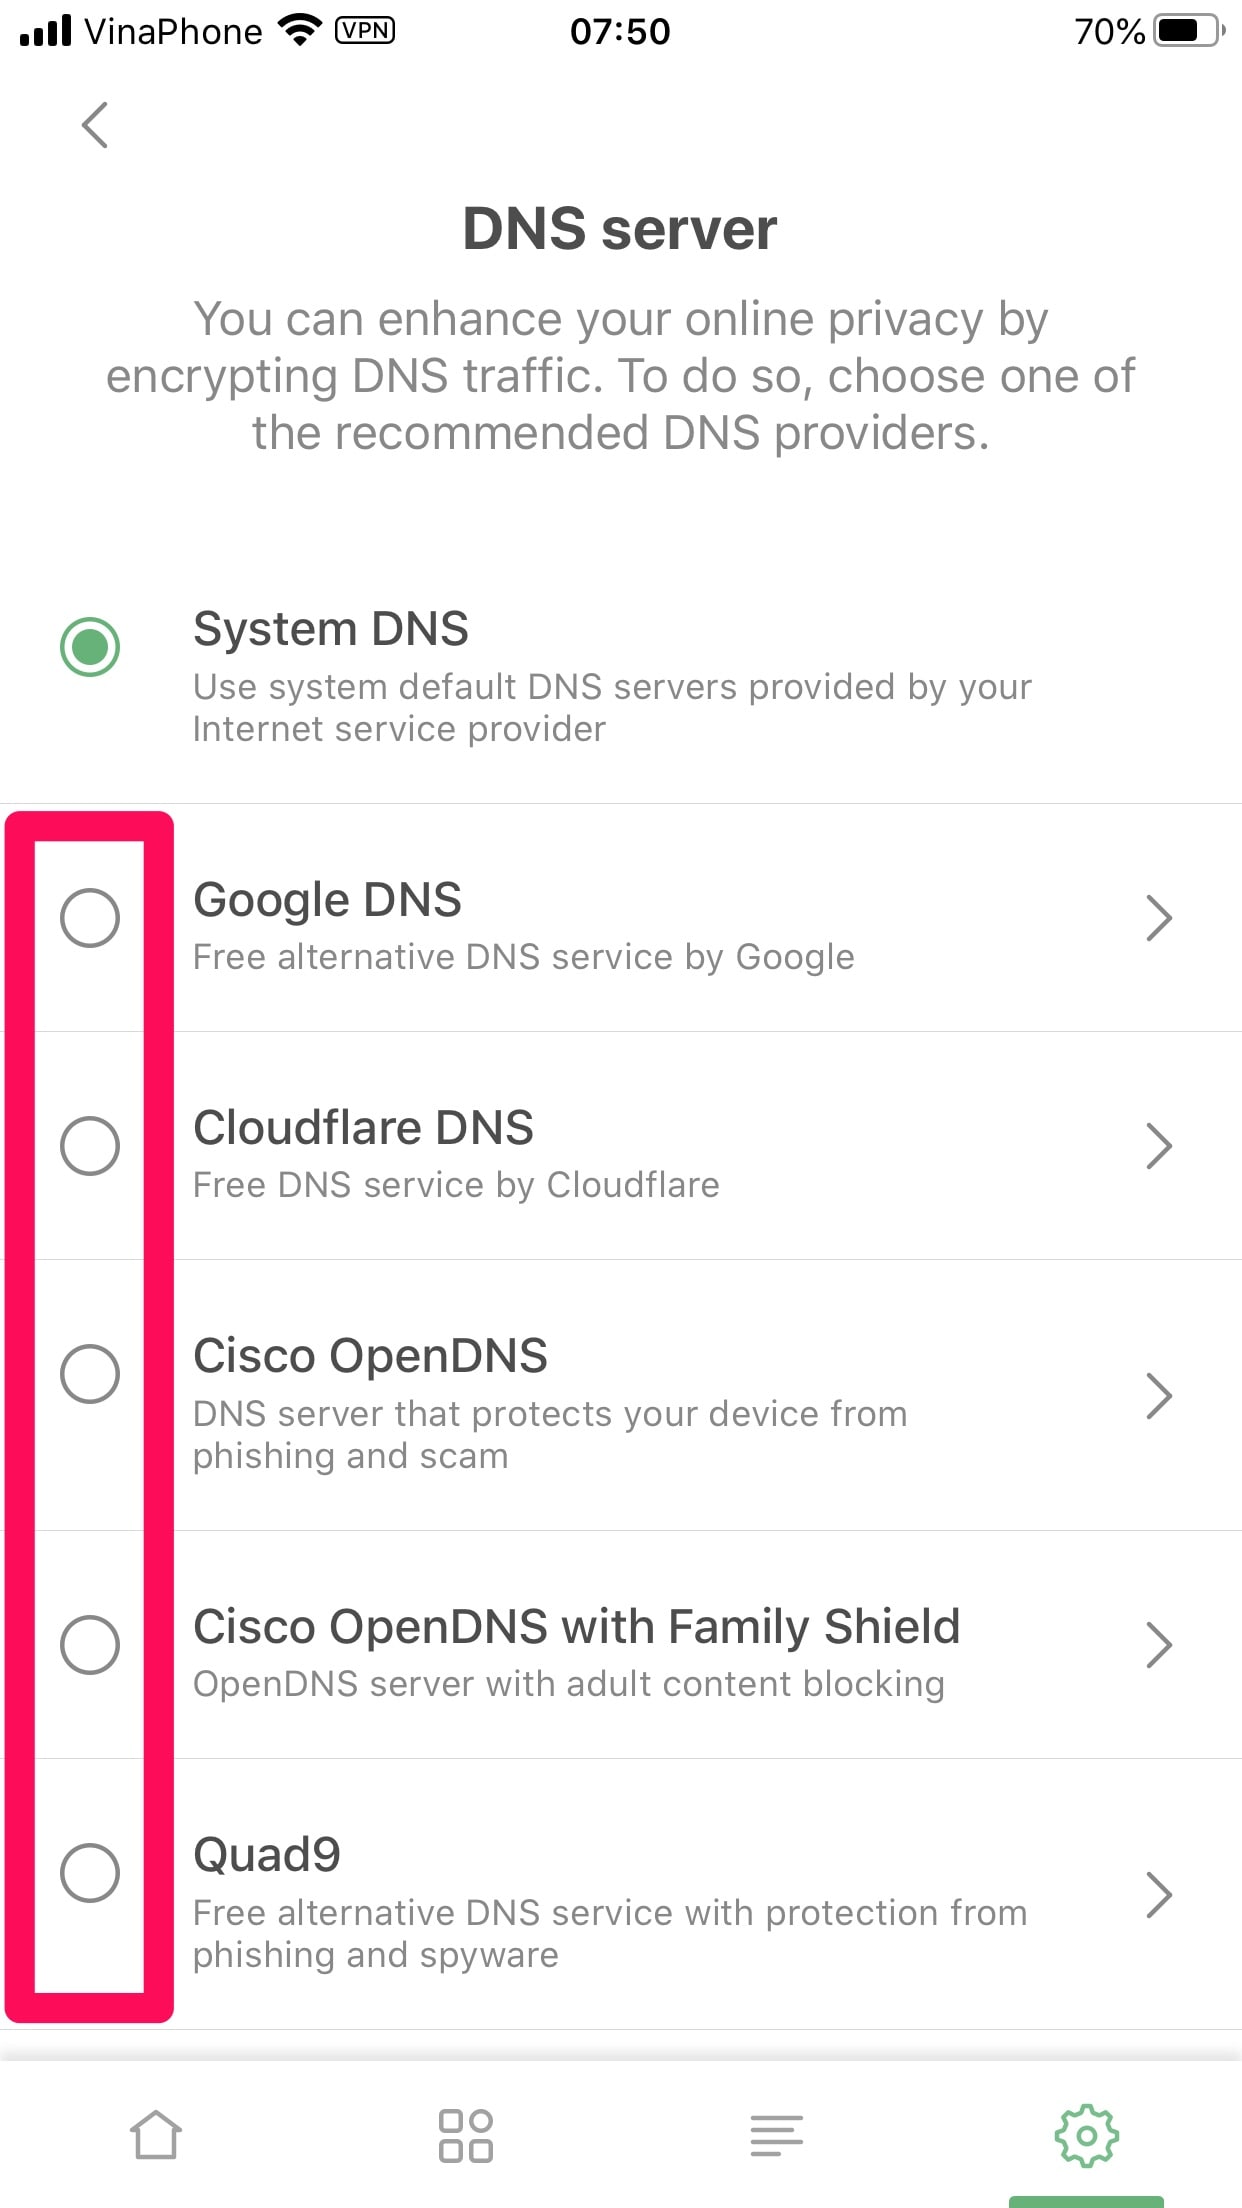 VinaPhone VPN 07:50 70%
DNS server
You can enhance your online privacy by
encrypting DNS traffic. To do so, choose one of
the recommended DNS providers.
System DNS
Use system default DNS servers provided by your
Internet service provider
Google DNS
Free alternative DNS service by Google
Cloudflare DNS
Free DNS service by Cloudflare
Cisco OpenDNS
DNS server that protects your device from
phishing and scam
Cisco OpenDNS with Family Shield
OpenDNS server with adult content blocking
Quad9
Free alternative DNS service with protection from
phishing and spyware